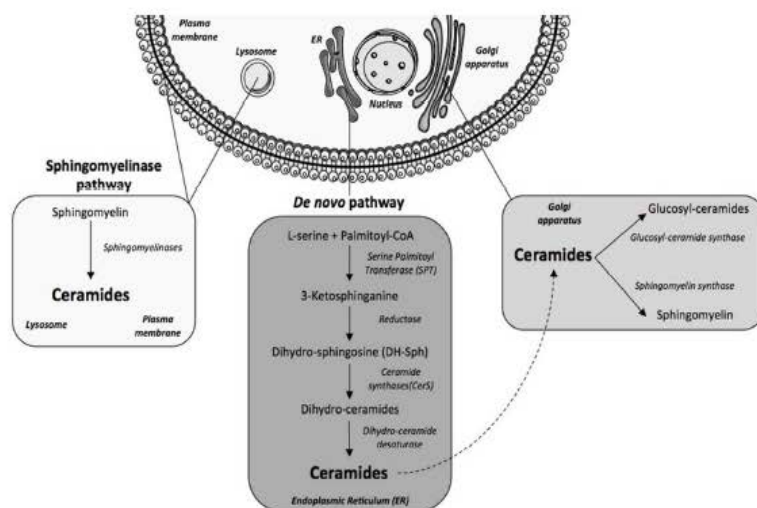 Plasma
membrane
Lysosome
ER
Nucleus
Golgi
apparatus
Sphingomyelinase
pathway
Sphingomyelin
Sphingomyelinases
Ceramides
Lysosome
Plasma
membrane
De novo pathway
L-serine + Palmitoyl-CoA
Serine Palmitoyl
Transferase (SPT)
3-Ketosphinganine
Reductase
Dihydro-sphingosine (DH-Sph)
Ceramide
synthases(CerS)
Dihydro-ceramides
Dihydro-ceramide
desaturase
Ceramides
Endoplasmic Reticulum (ER)
Golgi
apparatus
Ceramides
Glucosyl-ceramides
Glucosyl-ceramide synthase
Sphingomyelin synthase
Sphingomyelin